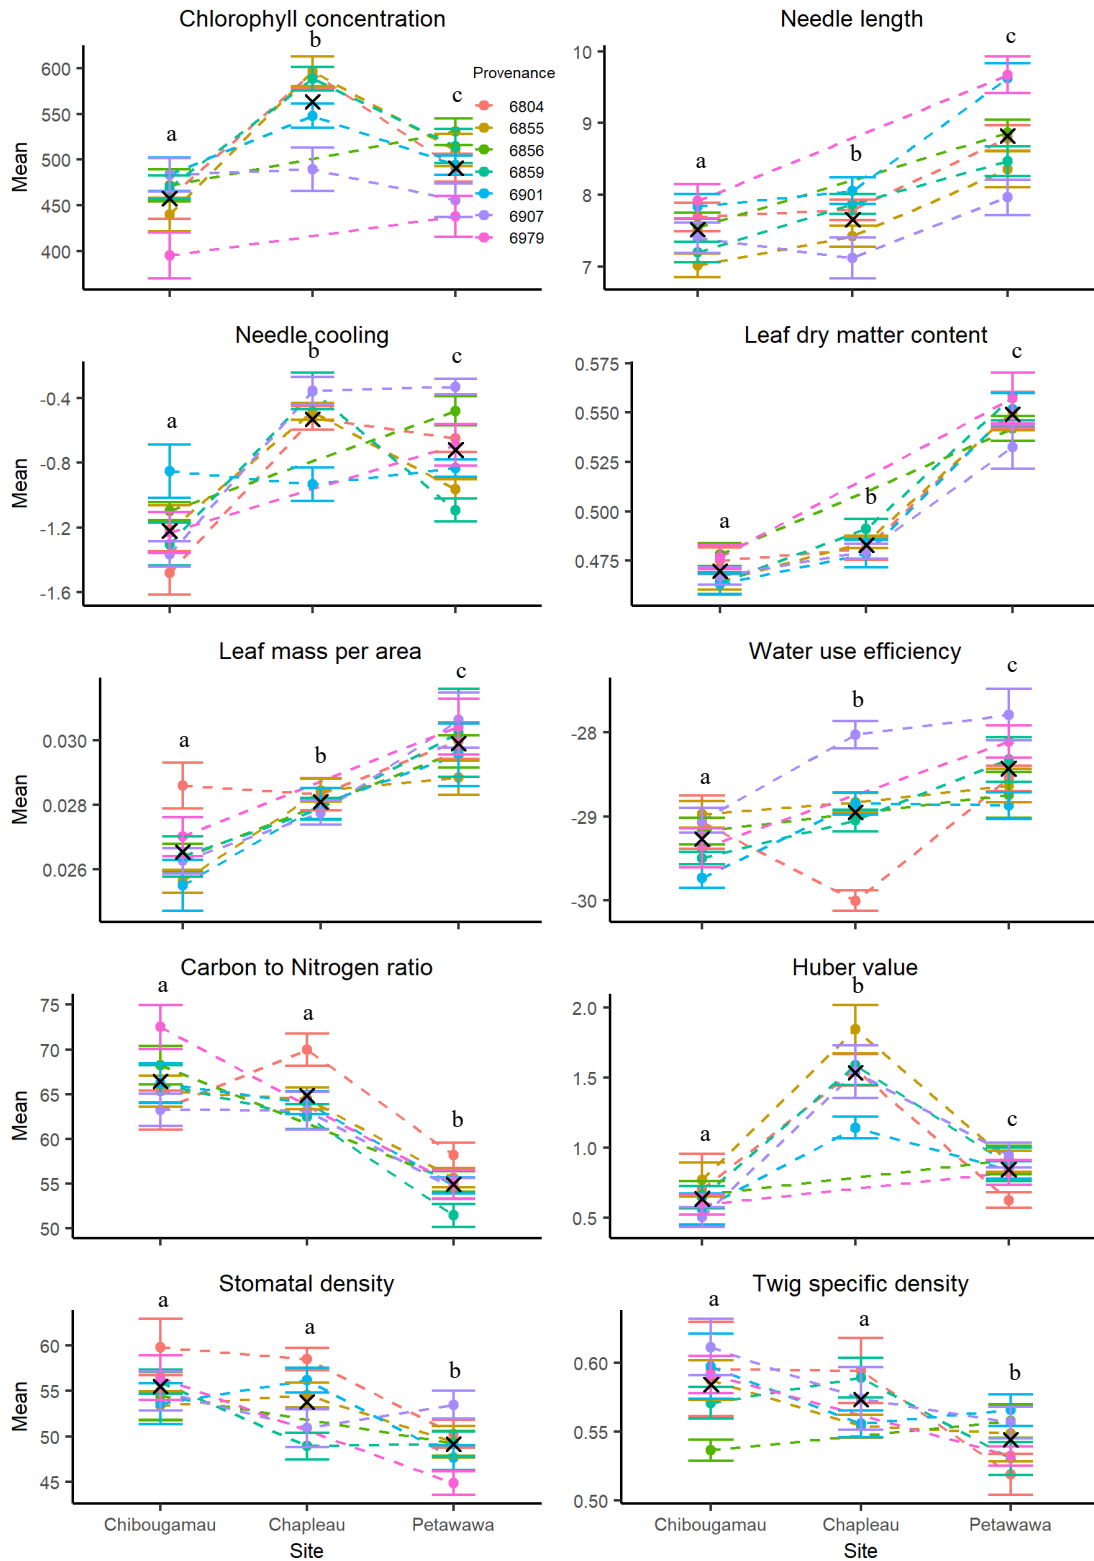 Chlorophyll concentration
Needle length
Mean
600
550
500
450
400
a
b
c
Provenance
6804
6855
6856
6859
6901
6907
6979
10
9
8
7
a
b
c
Needle cooling
Leaf dry matter content
Mean
-0.4
-0.8
-1.2
-1.6
a
b
c
0.575
0.550
0.525
0.500
0.475
a
b
c
Leaf mass per area
Water use efficiency
Mean
0.030
0.028
0.026
a
b
c
-28
-29
-30
a
b
c
Carbon to Nitrogen ratio
Huber value
Mean
75
70
65
60
55
50
a
a
b
2.0
1.5
1.0
0.5
a
b
c
Stomatal density
Twig specific density
Mean
60
55
50
45
a
a
b
0.60
0.55
0.50
a
a
b
Chibougamau Chapleau Petawawa
Site
Chibougamau Chapleau Petawawa
Site